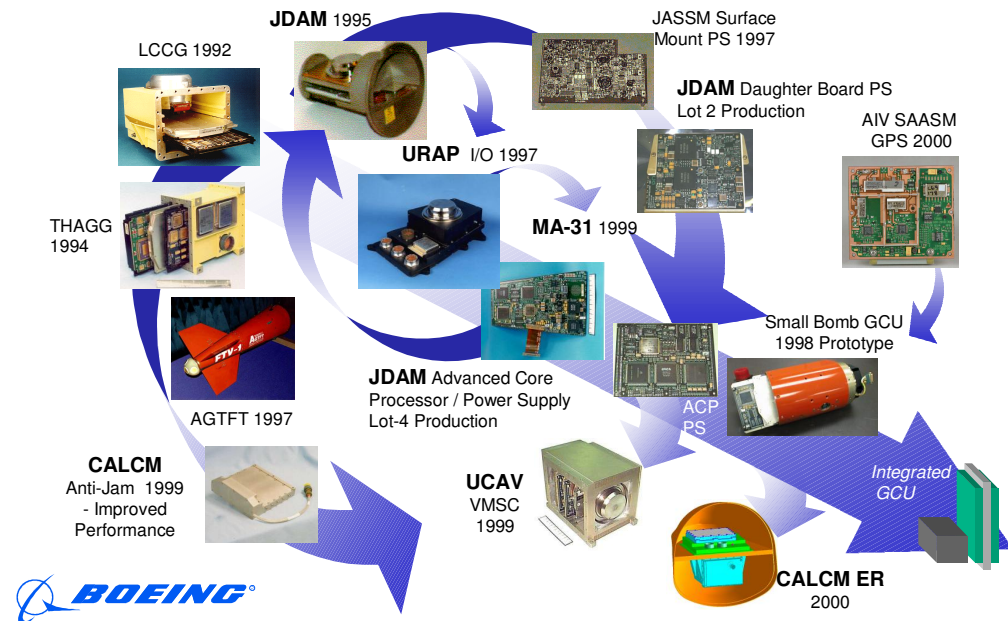 JDAM 1995
LCCG 1992
JASSM Surface
Mount PS 1997
JDAM Daughter Board PS
Lot 2 Production
AIV SAASM
GPS 2000
URAP I/O 1997
THAGG
1994
MA-31 1999
FTV-1
Small Bomb GCU
1998 Prototype
JDAM Advanced Core
Processor / Power Supply
Lot-4 Production
ACP
PS
AGTFT 1997
CALCM
Anti-Jam 1999
- Improved
Performance
UCAV
VMSC
1999
Integrated
GCU
CALCM ER
2000
BOEING